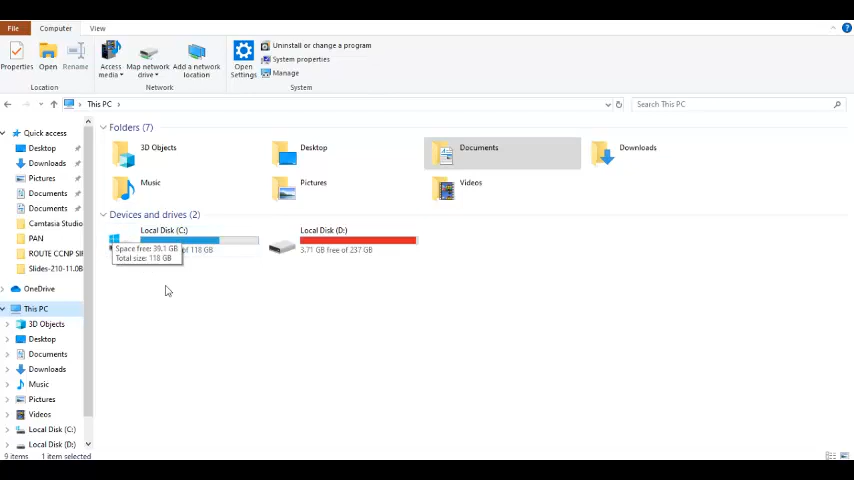 File
Computer
View
Properties
Open
Rename
Access media
Map network drive
Add a network location
Open Settings
Uninstall or change a program
System properties
Manage
Location
Network
System
This PC
Search This PC
Quick access
Desktop
Downloads
Pictures
Documents
Documents
Camtasia Studio
PAN
ROUTE CCNP SIF
Slides-210-11.0B
OneDrive
This PC
3D Objects
Desktop
Documents
Downloads
Music
Pictures
Videos
Local Disk (C:)
Local Disk (D:)
Folders (7)
3D Objects
Desktop
Documents
Downloads
Music
Pictures
Videos
Devices and drives (2)
Local Disk (C:)
of 118 GB
Space free: 39.1 GB
Total size: 118 GB
Local Disk (D:)
3.71 GB free of 237 GB
9 items
1 item selected